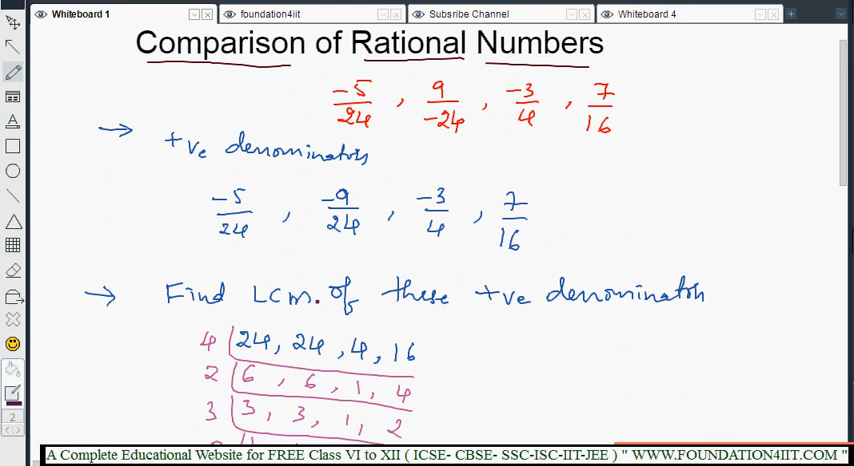 Whiteboard 1 foundation4iit Subsribe Channel Whiteboard 4
Comparison of Rational Numbers
-5/24 , 9/-24 , -3/4 , 7/16
→ +ve denominators
-5/24 , -9/24 , -3/4 , 7/16
→ Find LCM. of these +ve denominators
4 | 24, 24, 4, 16
2 | 6 , 6 , 1 , 4
3 | 3 , 3 , 1 , 2
2
A Complete Educational Website for FREE Class VI to XII ( ICSE- CBSE- SSC-ISC-IIT-JEE ) " WWW.FOUNDATION4IIT.COM "